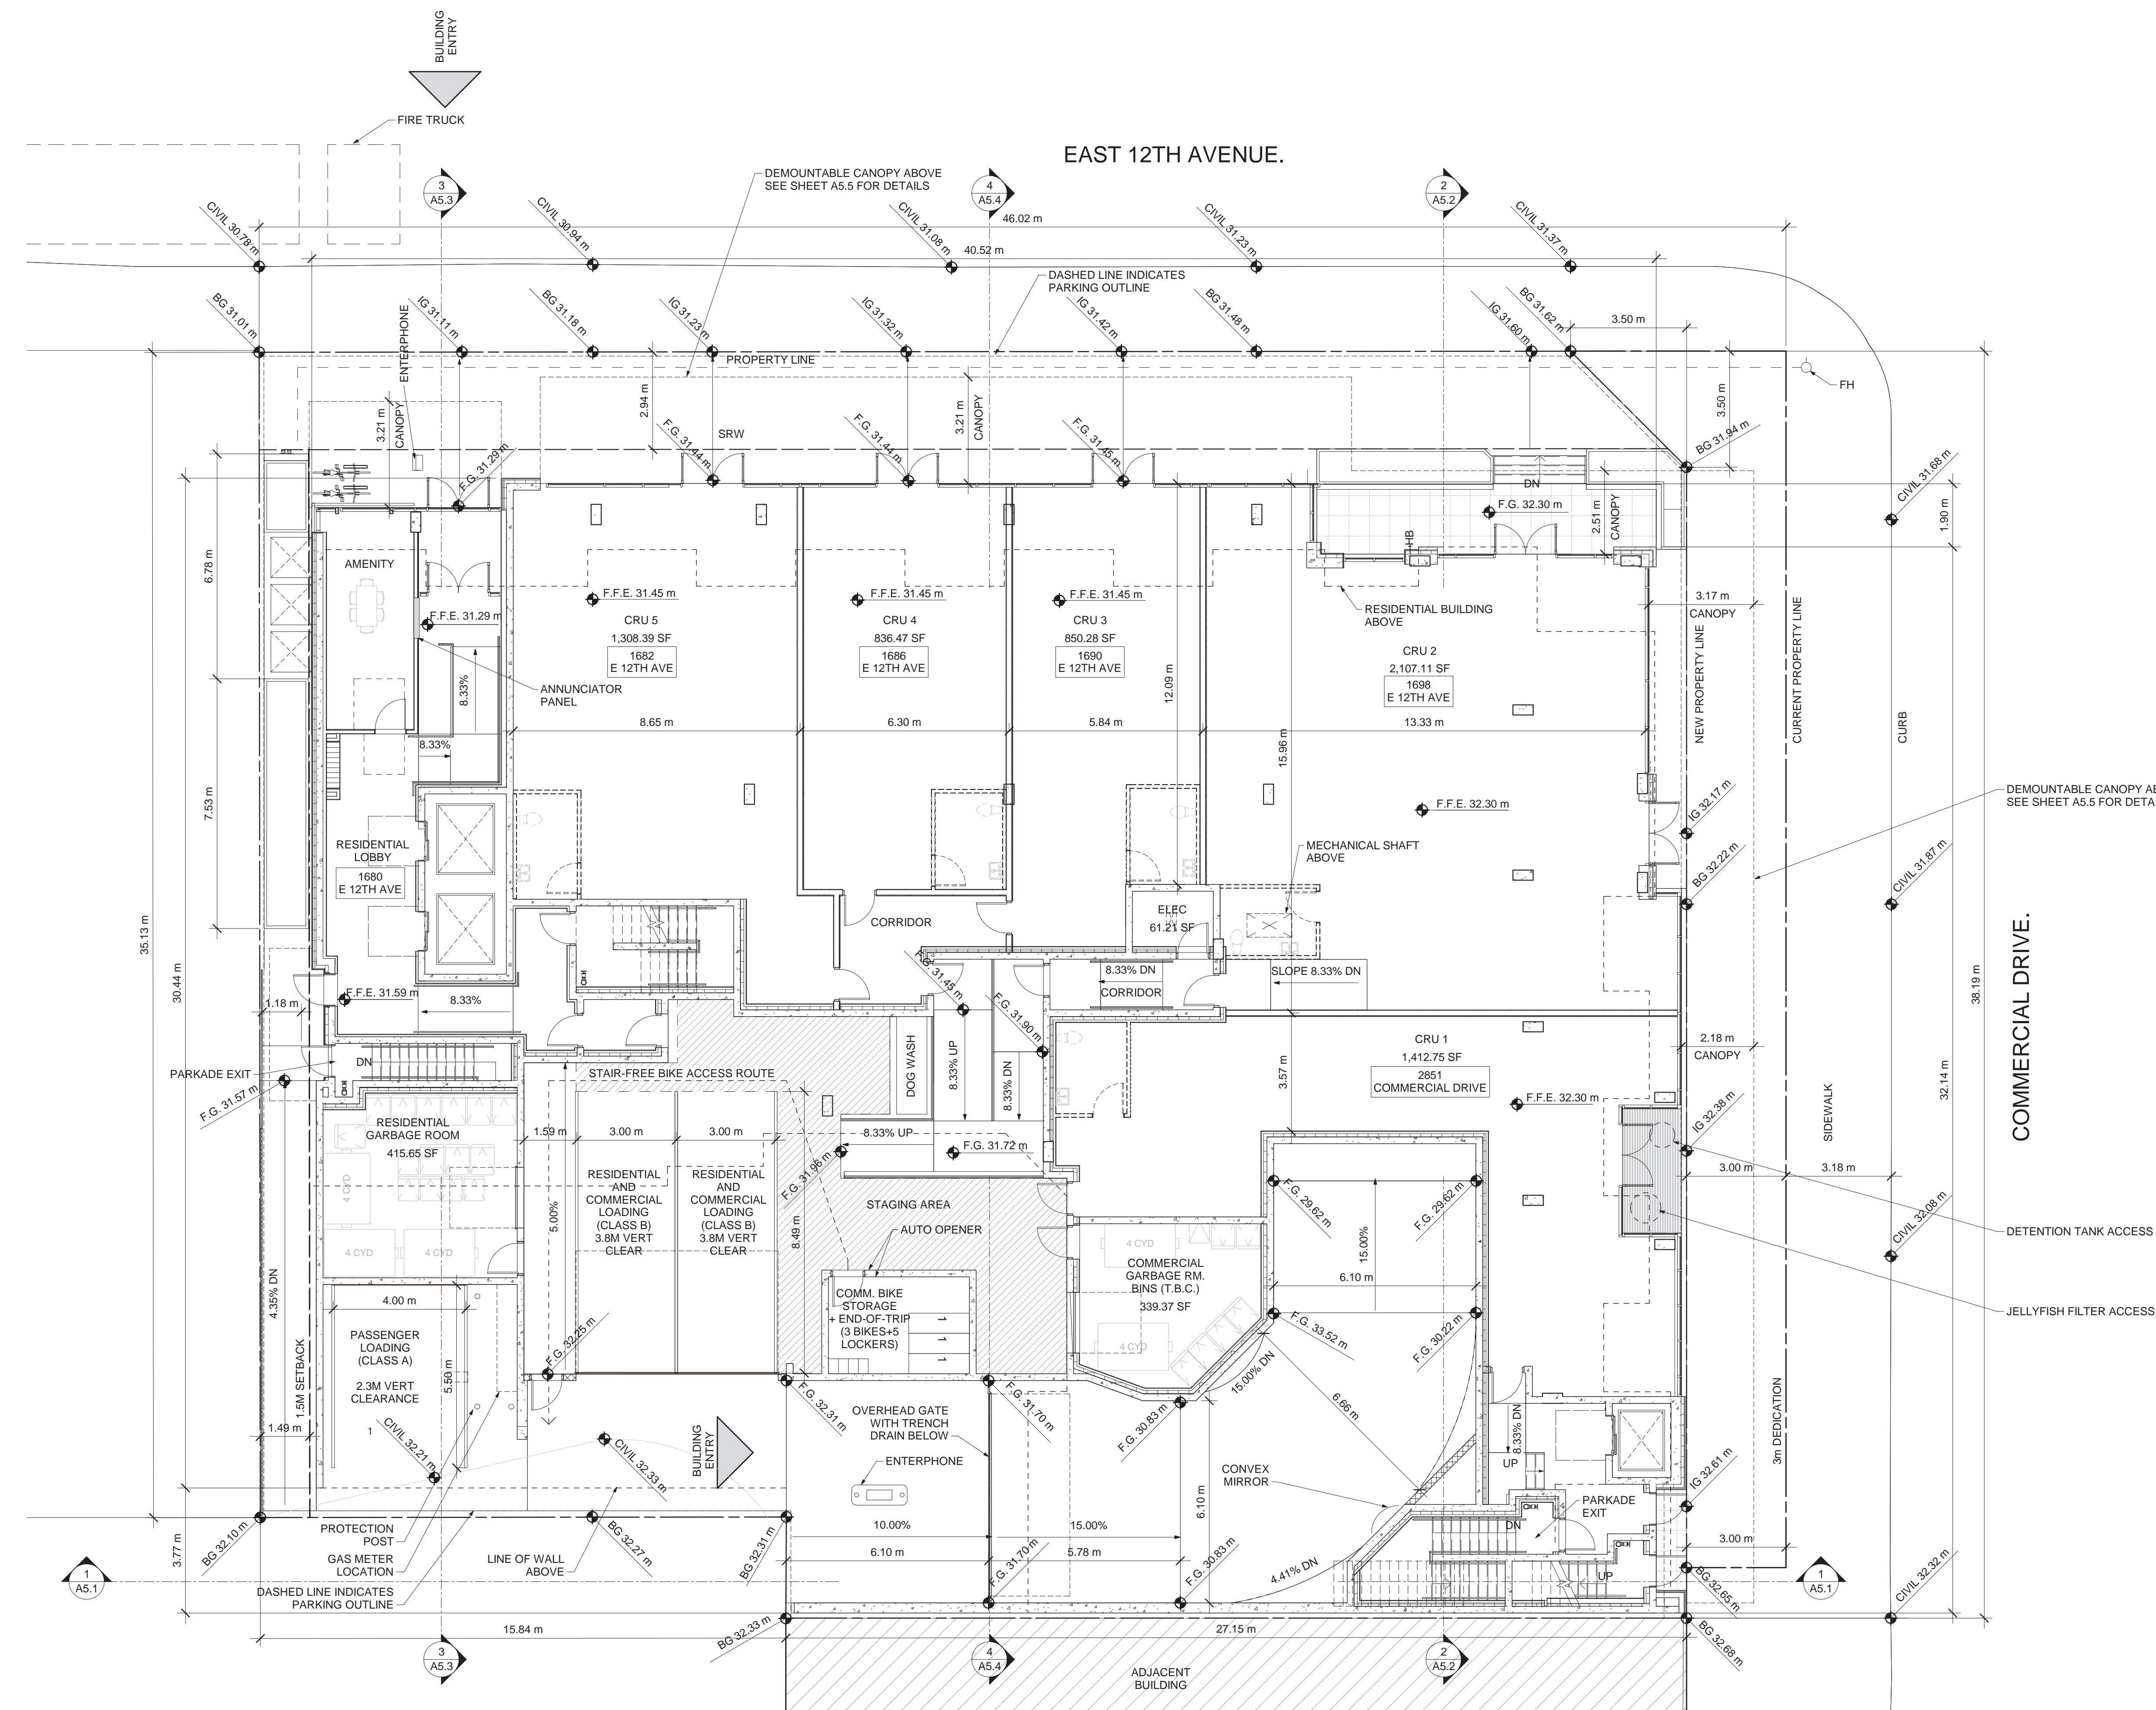 BUILDING
ENTRY
FIRE TRUCK
EAST 12TH AVENUE.
DEMOUNTABLE CANOPY ABOVE
SEE SHEET A5.5 FOR DETAILS
3
A5.3
4
A5.4
2
A5.2
CIVIL 30.78 m
CIVIL 30.94 m
CIVIL 31.08 m
CIVIL 31.23 m
CIVIL 31.37 m
46.02 m
40.52 m
DASHED LINE INDICATES
PARKING OUTLINE
BG 31.01 m
ENTERPHONE
IG 31.11 m
BG 31.18 m
IG 31.23 m
IG 31.32 m
IG 31.42 m
BG 31.48 m
IG 31.60 m
BG 31.62 m
3.50 m
PROPERTY LINE
FH
3.21 m
CANOPY
2.94 m
SRW
3.21 m
CANOPY
3.50 m
F.G. 31.29 m
F.G. 31.44 m
F.G. 31.44 m
F.G. 31.45 m
BG 31.94 m
CIVIL 31.68 m
DN
F.G. 32.30 m
2.51 m
CANOPY
HB
1.90 m
6.78 m
AMENITY
F.F.E. 31.29 m
F.F.E. 31.45 m
CRU 5
1,308.39 SF
1682
E 12TH AVE
F.F.E. 31.45 m
CRU 4
836.47 SF
1686
E 12TH AVE
F.F.E. 31.45 m
CRU 3
850.28 SF
1690
E 12TH AVE
RESIDENTIAL BUILDING
ABOVE
CRU 2
2,107.11 SF
1698
E 12TH AVE
3.17 m
CANOPY
NEW PROPERTY LINE
CURRENT PROPERTY LINE
CURB
8.33%
ANNUNCIATOR
PANEL
8.33%
8.65 m
6.30 m
5.84 m
12.09 m
13.33 m
15.96 m
7.53 m
DEMOUNTABLE CANOPY AB
SEE SHEET A5.5 FOR DETA
F.F.E. 32.30 m
IG 32.17 m
BG 32.22 m
CIVIL 31.87 m
RESIDENTIAL
LOBBY
1680
E 12TH AVE
MECHANICAL SHAFT
ABOVE
CORRIDOR
ELEC
61.21 SF
35.13 m
30.44 m
F.F.E. 31.59 m
8.33%
1.18 m
F.G. 31.45 m
F.G. 31.90 m
8.33% DN
CORRIDOR
SLOPE 8.33% DN
COMMERCIAL DRIVE.
38.19 m
32.14 m
DN
PARKADE EXIT
F.G. 31.57 m
STAIR-FREE BIKE ACCESS ROUTE
DOG WASH
8.33% UP
8.33% DN
3.57 m
CRU 1
1,412.75 SF
2851
COMMERCIAL DRIVE
F.F.E. 32.30 m
2.18 m
CANOPY
IG 32.38 m
SIDEWALK
RESIDENTIAL
GARBAGE ROOM
415.65 SF
4 CYD
4 CYD
4 CYD
1.59 m
3.00 m
3.00 m
8.33% UP
F.G. 31.72 m
F.G. 31.96 m
3.00 m
3.18 m
RESIDENTIAL
AND
COMMERCIAL
LOADING
(CLASS B)
3.8M VERT
CLEAR
RESIDENTIAL
AND
COMMERCIAL
LOADING
(CLASS B)
3.8M VERT
CLEAR
5.00%
8.49 m
STAGING AREA
AUTO OPENER
F.G. 29.62 m
F.G. 29.62 m
15.00%
6.10 m
CIVIL 32.08 m
DETENTION TANK ACCESS
JELLYFISH FILTER ACCESS
4 CYD
COMMERCIAL
GARBAGE RM.
BINS (T.B.C.)
339.37 SF
4 CYD
COMM. BIKE
STORAGE
+ END-OF-TRIP
(3 BIKES+5
LOCKERS)
4.35% DN
1.5M SETBACK
4.00 m
PASSENGER
LOADING
(CLASS A)
2.3M VERT
CLEARANCE
1
5.50 m
CIVIL 32.21 m
1.49 m
F.G. 32.25 m
F.G. 33.52 m
F.G. 30.22 m
15.00% DN
6.66 m
F.G. 32.31 m
OVERHEAD GATE
WITH TRENCH
DRAIN BELOW
F.G. 31.70 m
F.G. 30.83 m
CIVIL 32.33 m
BUILDING
ENTRY
ENTERPHONE
CONVEX
MIRROR
8.33% DN
UP
PARKADE
EXIT
DN
UP
3m DEDICATION
IG 32.61 m
3.00 m
BG 32.10 m
PROTECTION
POST
GAS METER
LOCATION
DASHED LINE INDICATES
PARKING OUTLINE
LINE OF WALL
ABOVE
BG 32.27 m
BG 32.31 m
10.00%
6.10 m
15.00%
5.78 m
6.10 m
F.G. 31.70 m
F.G. 30.83 m
4.41% DN
3.77 m
1
A5.1
1
A5.1
BG 32.65 m
CIVIL 32.32 m
15.84 m
BG 32.33 m
27.15 m
BG 32.68 m
3
A5.3
4
A5.4
2
A5.2
ADJACENT
BUILDING